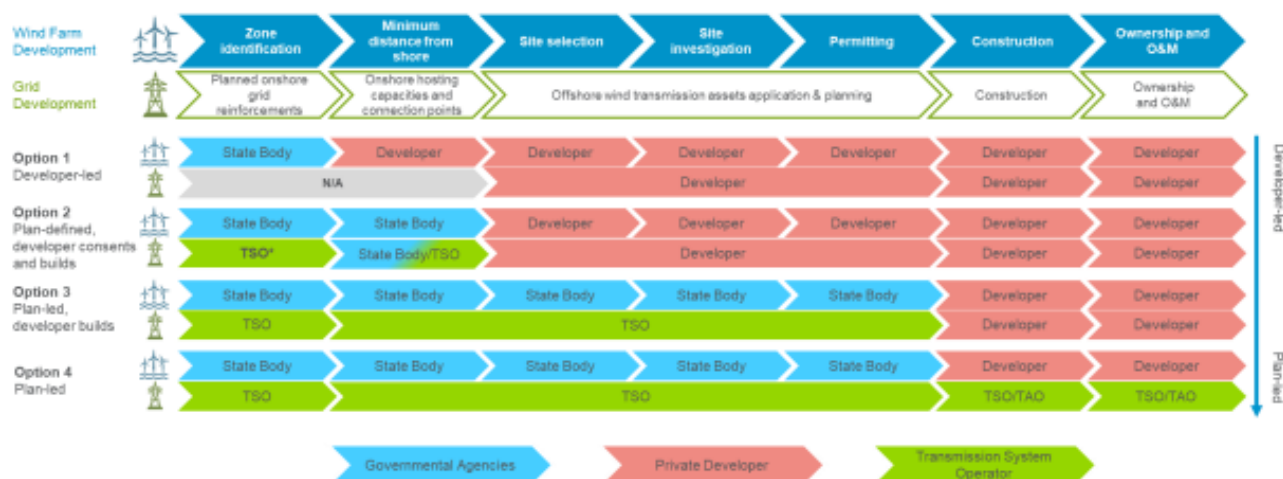 Wind Farm
Development
Zone
identification
Minimum
distance from
shore
Site selection
Site
investigation
Permitting
Construction
Ownership and
O&M
Grid
Development
Planned onshore
grid
reinforcements
Onshore hosting
capacities and
connection points
Offshore wind transmission assets application & planning
Construction
Ownership
and O&M
Option 1
Developer-led
State Body
Developer
Developer
Developer
Developer
Developer
Developer
N/A
Developer
Developer
Developer
Option 2
Plan-defined,
developer consents
and builds
State Body
State Body
Developer
Developer
Developer
Developer
Developer
TSO*
State Body/TSO
Developer
Developer
Developer
Option 3
Plan-led,
developer builds
State Body
State Body
State Body
State Body
State Body
Developer
Developer
TSO
TSO
Developer
Developer
Option 4
Plan-led
State Body
State Body
State Body
State Body
State Body
Developer
Developer
TSO
TSO
TSO/TAO
TSO/TAO
Developer-led
Plan-led
Governmental Agencies
Private Developer
Transmission System
Operator